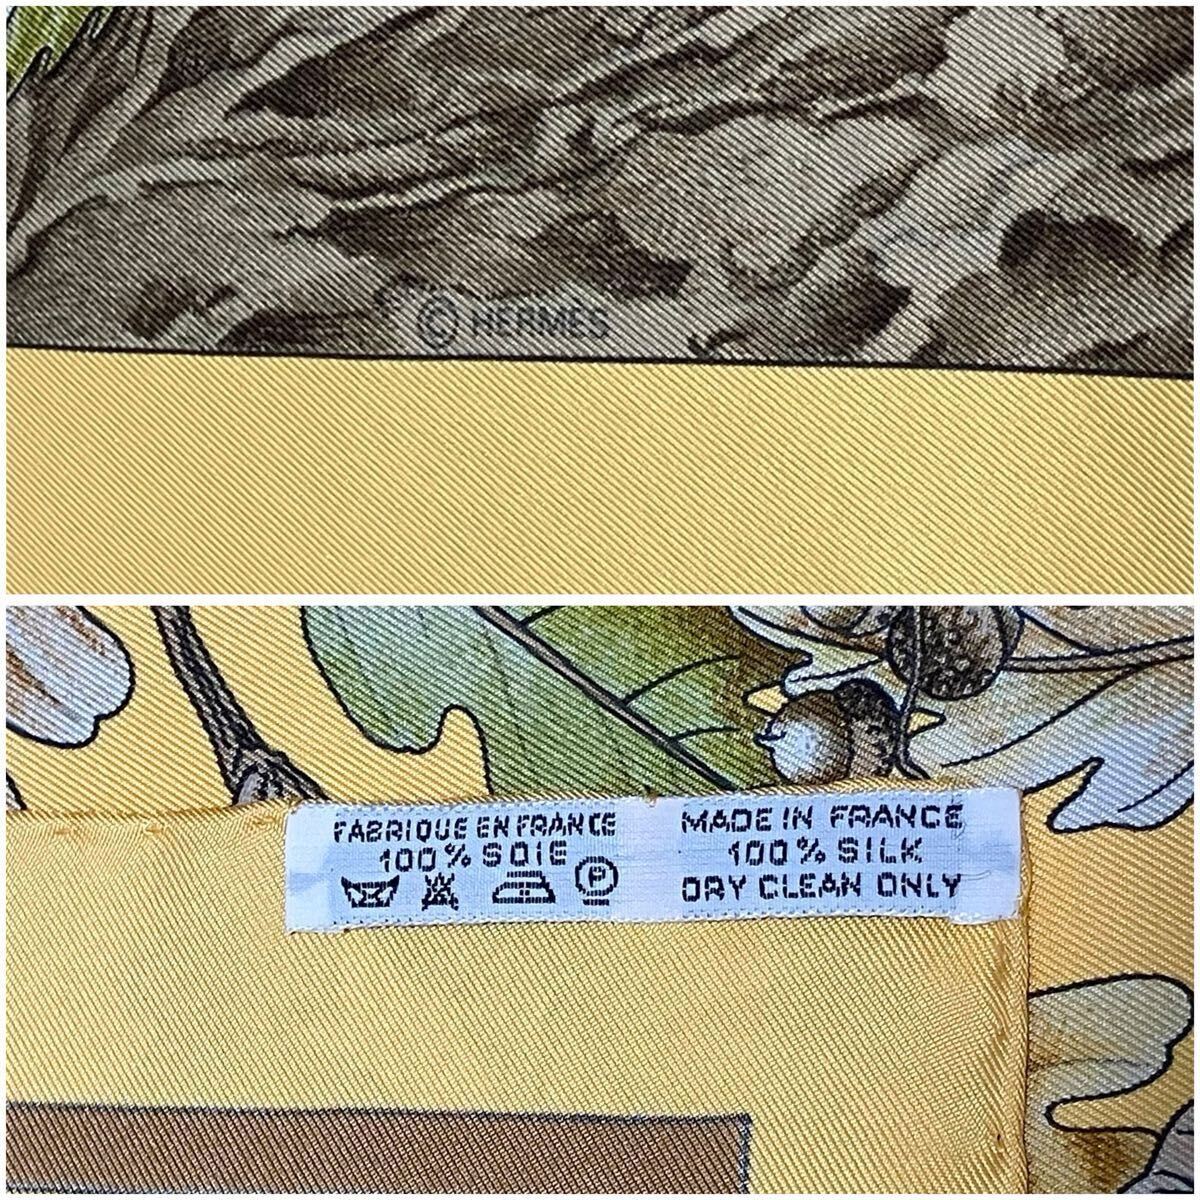 © HERMES
FABRIQUE EN FRANCE
100% SOIE
P
MADE IN FRANCE
100% SILK
DRY CLEAN ONLY